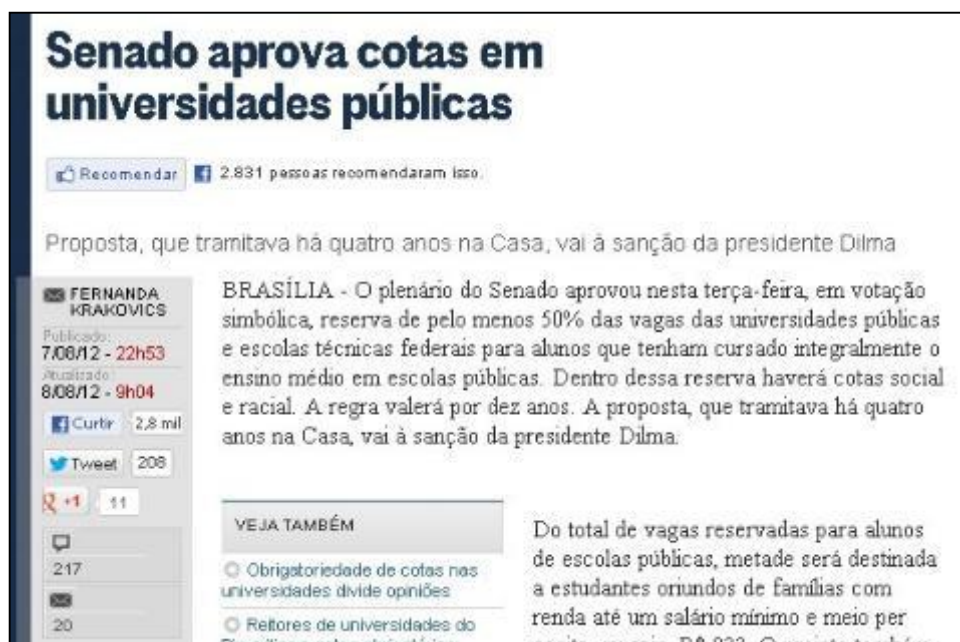 Senado aprova cotas em
universidades públicas
Recomendar 2.831 pessoas recomendaram isso.
Proposta, que tramitava há quatro anos na Casa, vai à sanção da presidente Dilma
FERNANDA
KRAKOVICS
Publicado:
7/08/12 - 22h53
Atualizado:
8/08/12 - 9h04
Curtir 2,8 mil
Tweet 208
+1 11
217
20
BRASÍLIA - O plenário do Senado aprovou nesta terça-feira, em votação
simbólica, reserva de pelo menos 50% das vagas das universidades públicas
e escolas técnicas federais para alunos que tenham cursado integralmente o
ensino médio em escolas públicas. Dentro dessa reserva haverá cotas social
e racial. A regra valerá por dez anos. A proposta, que tramitava há quatro
anos na Casa, vai à sanção da presidente Dilma.
VEJA TAMBÉM
Obrigatoriedade de cotas nas
universidades divide opiniões
Reitores de universidades do
Do total de vagas reservadas para alunos
de escolas públicas, metade será destinada
a estudantes oriundos de famílias com
renda até um salário mínimo e meio per